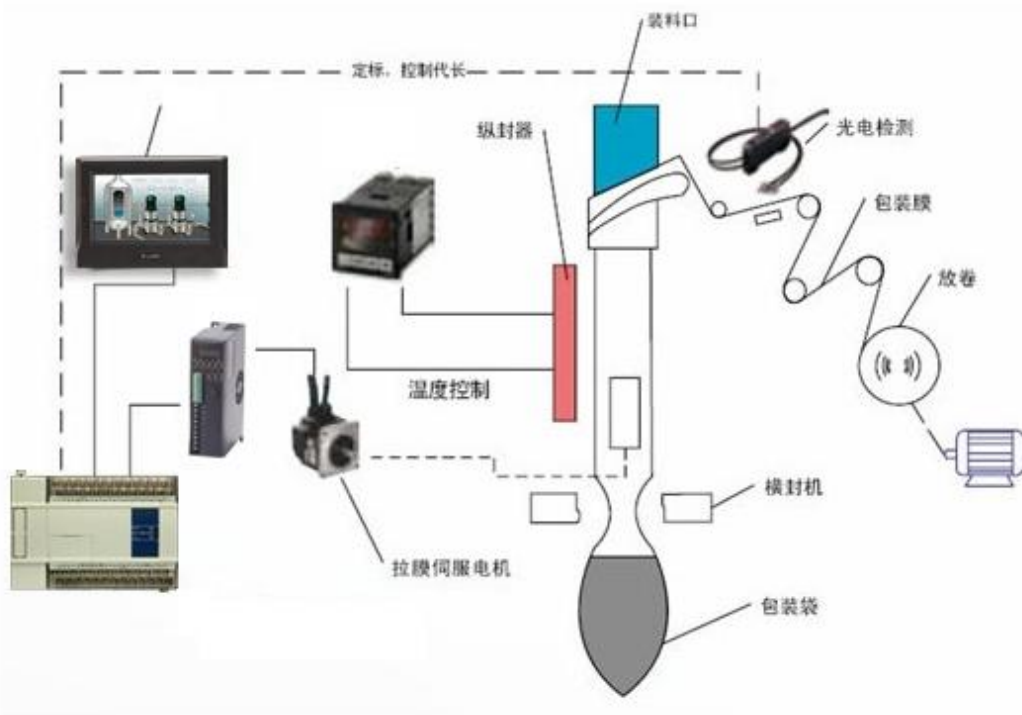 装料口
定标、控制代长
纵封器
光电检测
包装膜
放卷
温度控制
横封机
拉膜伺服电机
包装袋